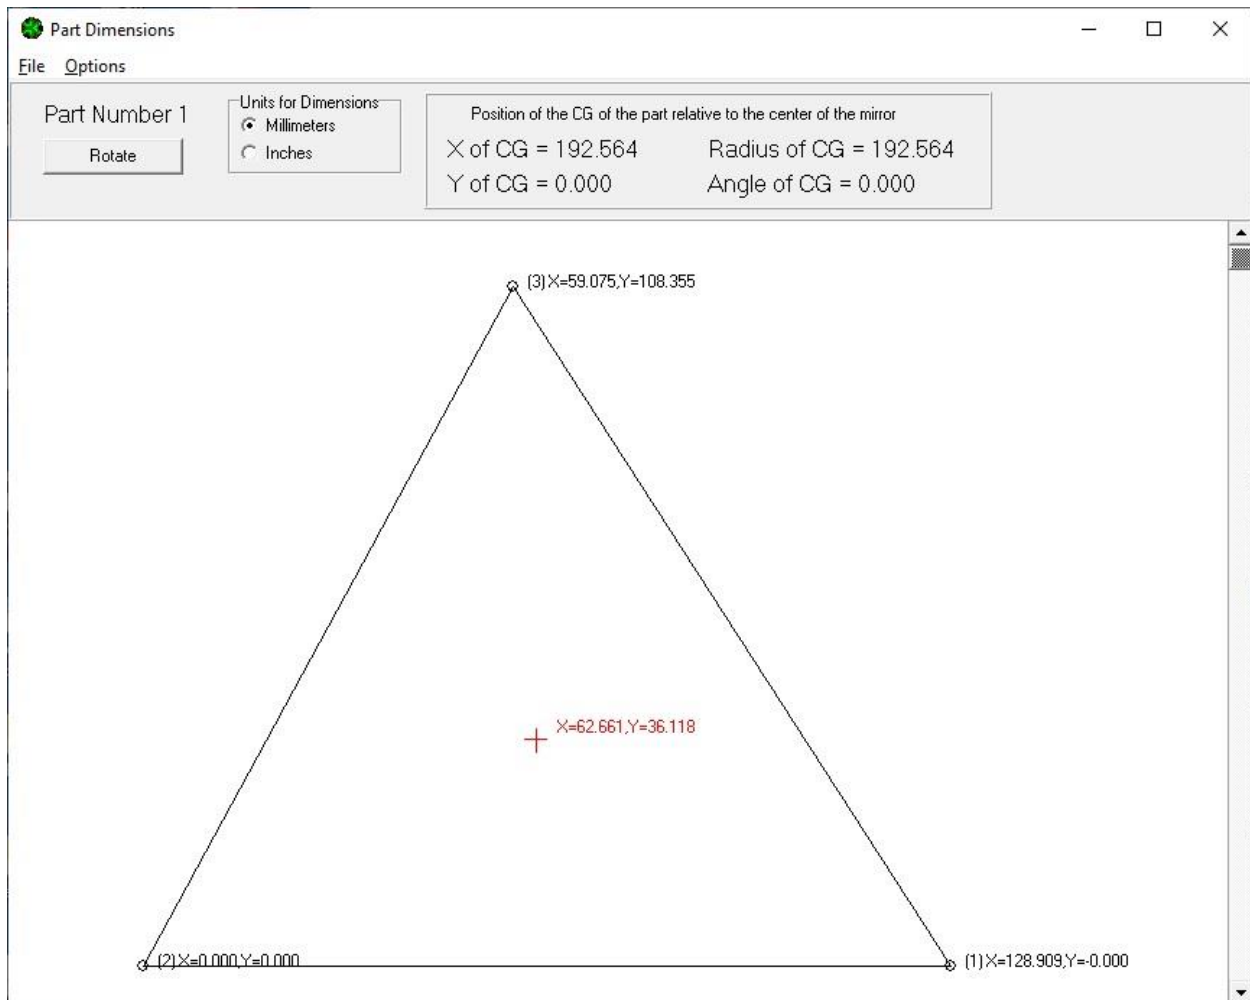 Part Dimensions
File Options
Part Number 1
Rotate
Units for Dimensions
Millimeters
Inches
Position of the CG of the part relative to the center of the mirror
X of CG = 192.564 Radius of CG = 192.564
Y of CG = 0.000 Angle of CG = 0.000
(3)X=59.075,Y=108.355
X=62.661,Y=36.118
(2)X=0.000,Y=0.000
(1)X=128.909,Y=-0.000